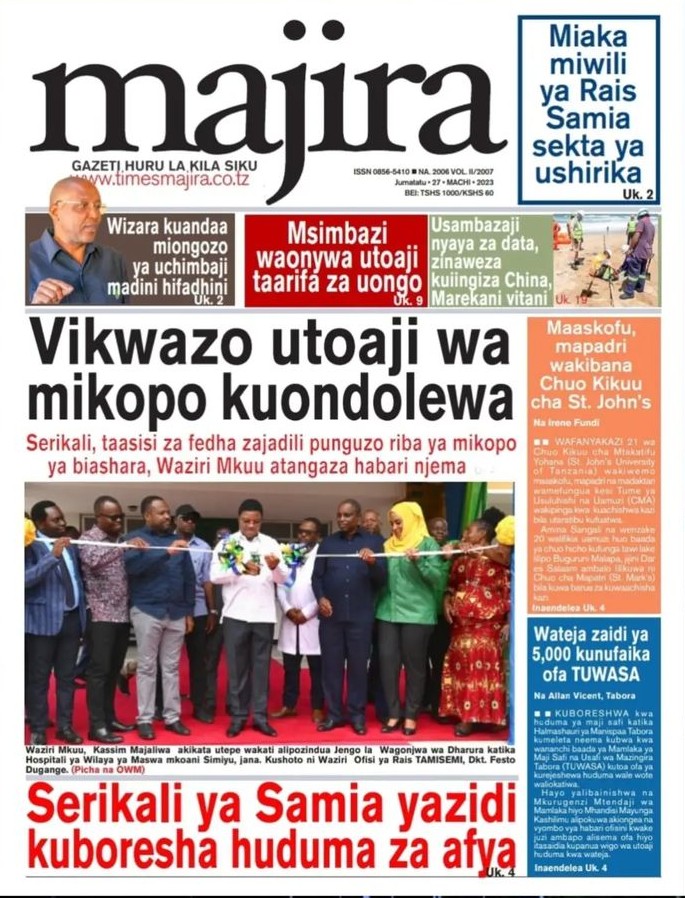 majira
GAZETI HURU LA KILA SIKU
www.timesmajira.co.tz
ISSN 0856-5410 ■ NA. 2006 VOL. II/2007
Jumatatu • 27 • MACHI • 2023
BEI: TSHS 1000/KSHS 60
Miaka
miwili
ya Rais
Samia
sekta ya
ushirika
Uk. 2
Wizara kuandaa
miongozo
ya uchimbaji
madini hifadhini
Uk. 2
Msimbazi
waonywa utoaji
taarifa za uongo
Uk. 9
Usambazaji
nyaya za data,
zinaweza
kuiingiza China,
Marekani vitani
Uk. 19
Vikwazo utoaji wa
mikopo kuondolewa
Serikali, taasisi za fedha zajadili punguzo riba ya mikopo
ya biashara, Waziri Mkuu atangaza habari njema
Waziri Mkuu, Kassim Majaliwa akikata utepe wakati alipozindua Jengo la Wagonjwa wa Dharura katika
Hospitali ya Wilaya ya Maswa mkoani Simiyu, jana. Kushoto ni Waziri Ofisi ya Rais TAMISEMI, Dkt. Festo
Dugange. (Picha na OWM)
Serikali ya Samia yazidi
kuboresha huduma za afya
Uk. 4
Maaskofu,
mapadri
wakibana
Chuo Kikuu
cha St. John's
Na Irene Fundi
■■ WAFANYAKAZI 21 wa
Chuo Kikuu cha Mtakatifu
Yohana (St. John's University
of Tanzania) wakiwemo
maaskofu, mapadri na madaktari
wamefungua kesi Tume ya
Usuluhishi na Uamuzi (CMA)
wakipinga kwa kuachishwa kazi
bila utaratibu kufuatwa.
Amina Sangali na wenzake
20 walifikia uamuzi huo baada
ya chuo hicho kufunga tawi lake
lililopo Buguruni Malapa, jijini Dar
es Salaam ambalo lilikuwa ni
Chuo cha Mapatri (St. Mark's)
bila kuwa barua za kuwaachisha
kazi.
Inaendelea Uk. 4
Wateja zaidi ya
5,000 kunufaika
ofa TUWASA
Na Allan Vicent, Tabora
■■ KUBORESHWA kwa
huduma ya maji safi katika
Halmashauri ya Manispaa Tabora
kumeleta neema kubwa kwa
wananchi baada ya Mamlaka ya
Maji Safi na Usafi wa Mazingira
Tabora (TUWASA) kutoa ofa ya
kurejeshewa huduma wale wote
waliokatiwa.
Hayo yalibainishwa na
Mkurugenzi Mtendaji wa
Mamlaka hiyo Mhandisi Mayunga
Kashilimu alipokuwa akiongea na
vyombo vya habari ofisini kwake
juzi ambapo alisema ofa hiyo
itasaidia kupanua wigo wa utoaji
huduma kwa wateja.
Inaendelea Uk. 4